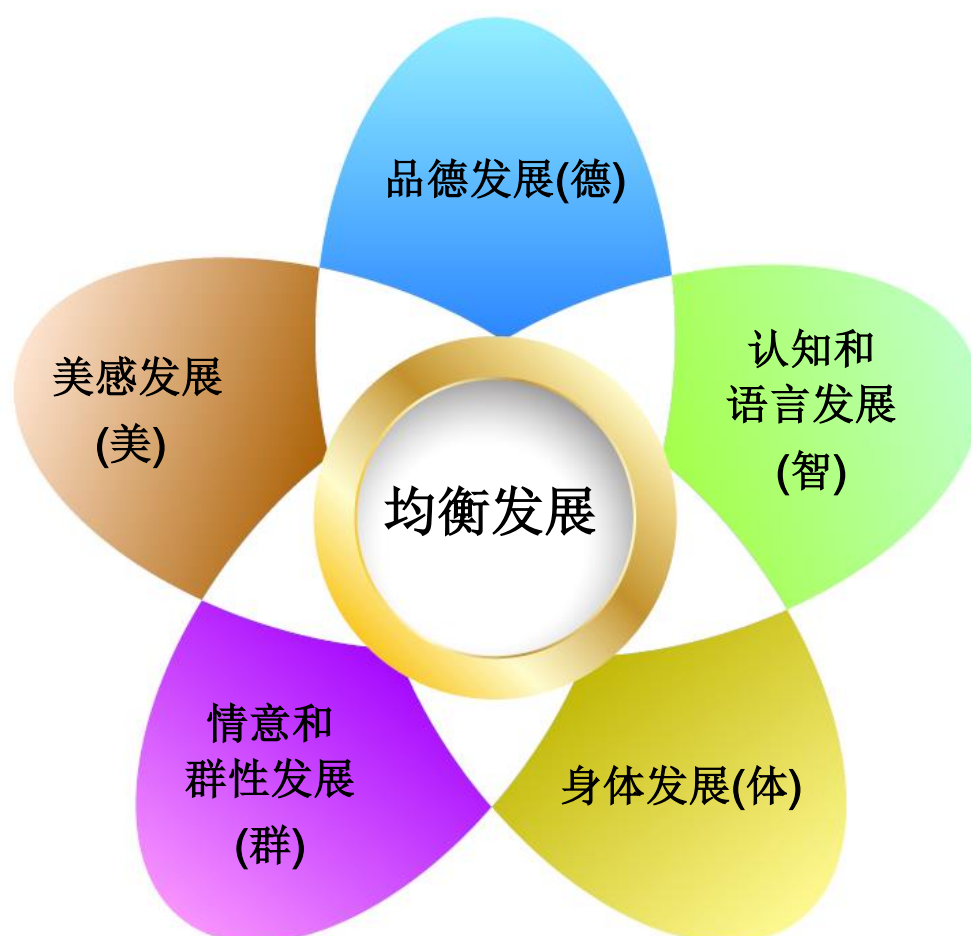 品德发展(德)
认知和
语言发展
(智)
身体发展(体)
情意和
群性发展
(群)
美感发展
(美)
均衡发展